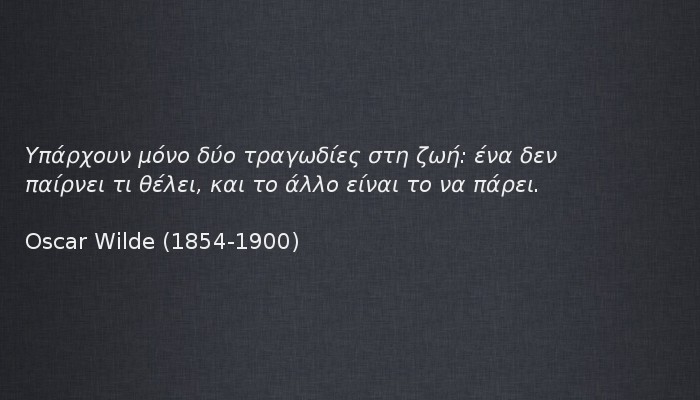 Υπάρχουν μόνο δύο τραγωδίες στη ζωή: ένα δεν
παίρνει τι θέλει, και το άλλο είναι το να πάρει.
Oscar Wilde (1854-1900)